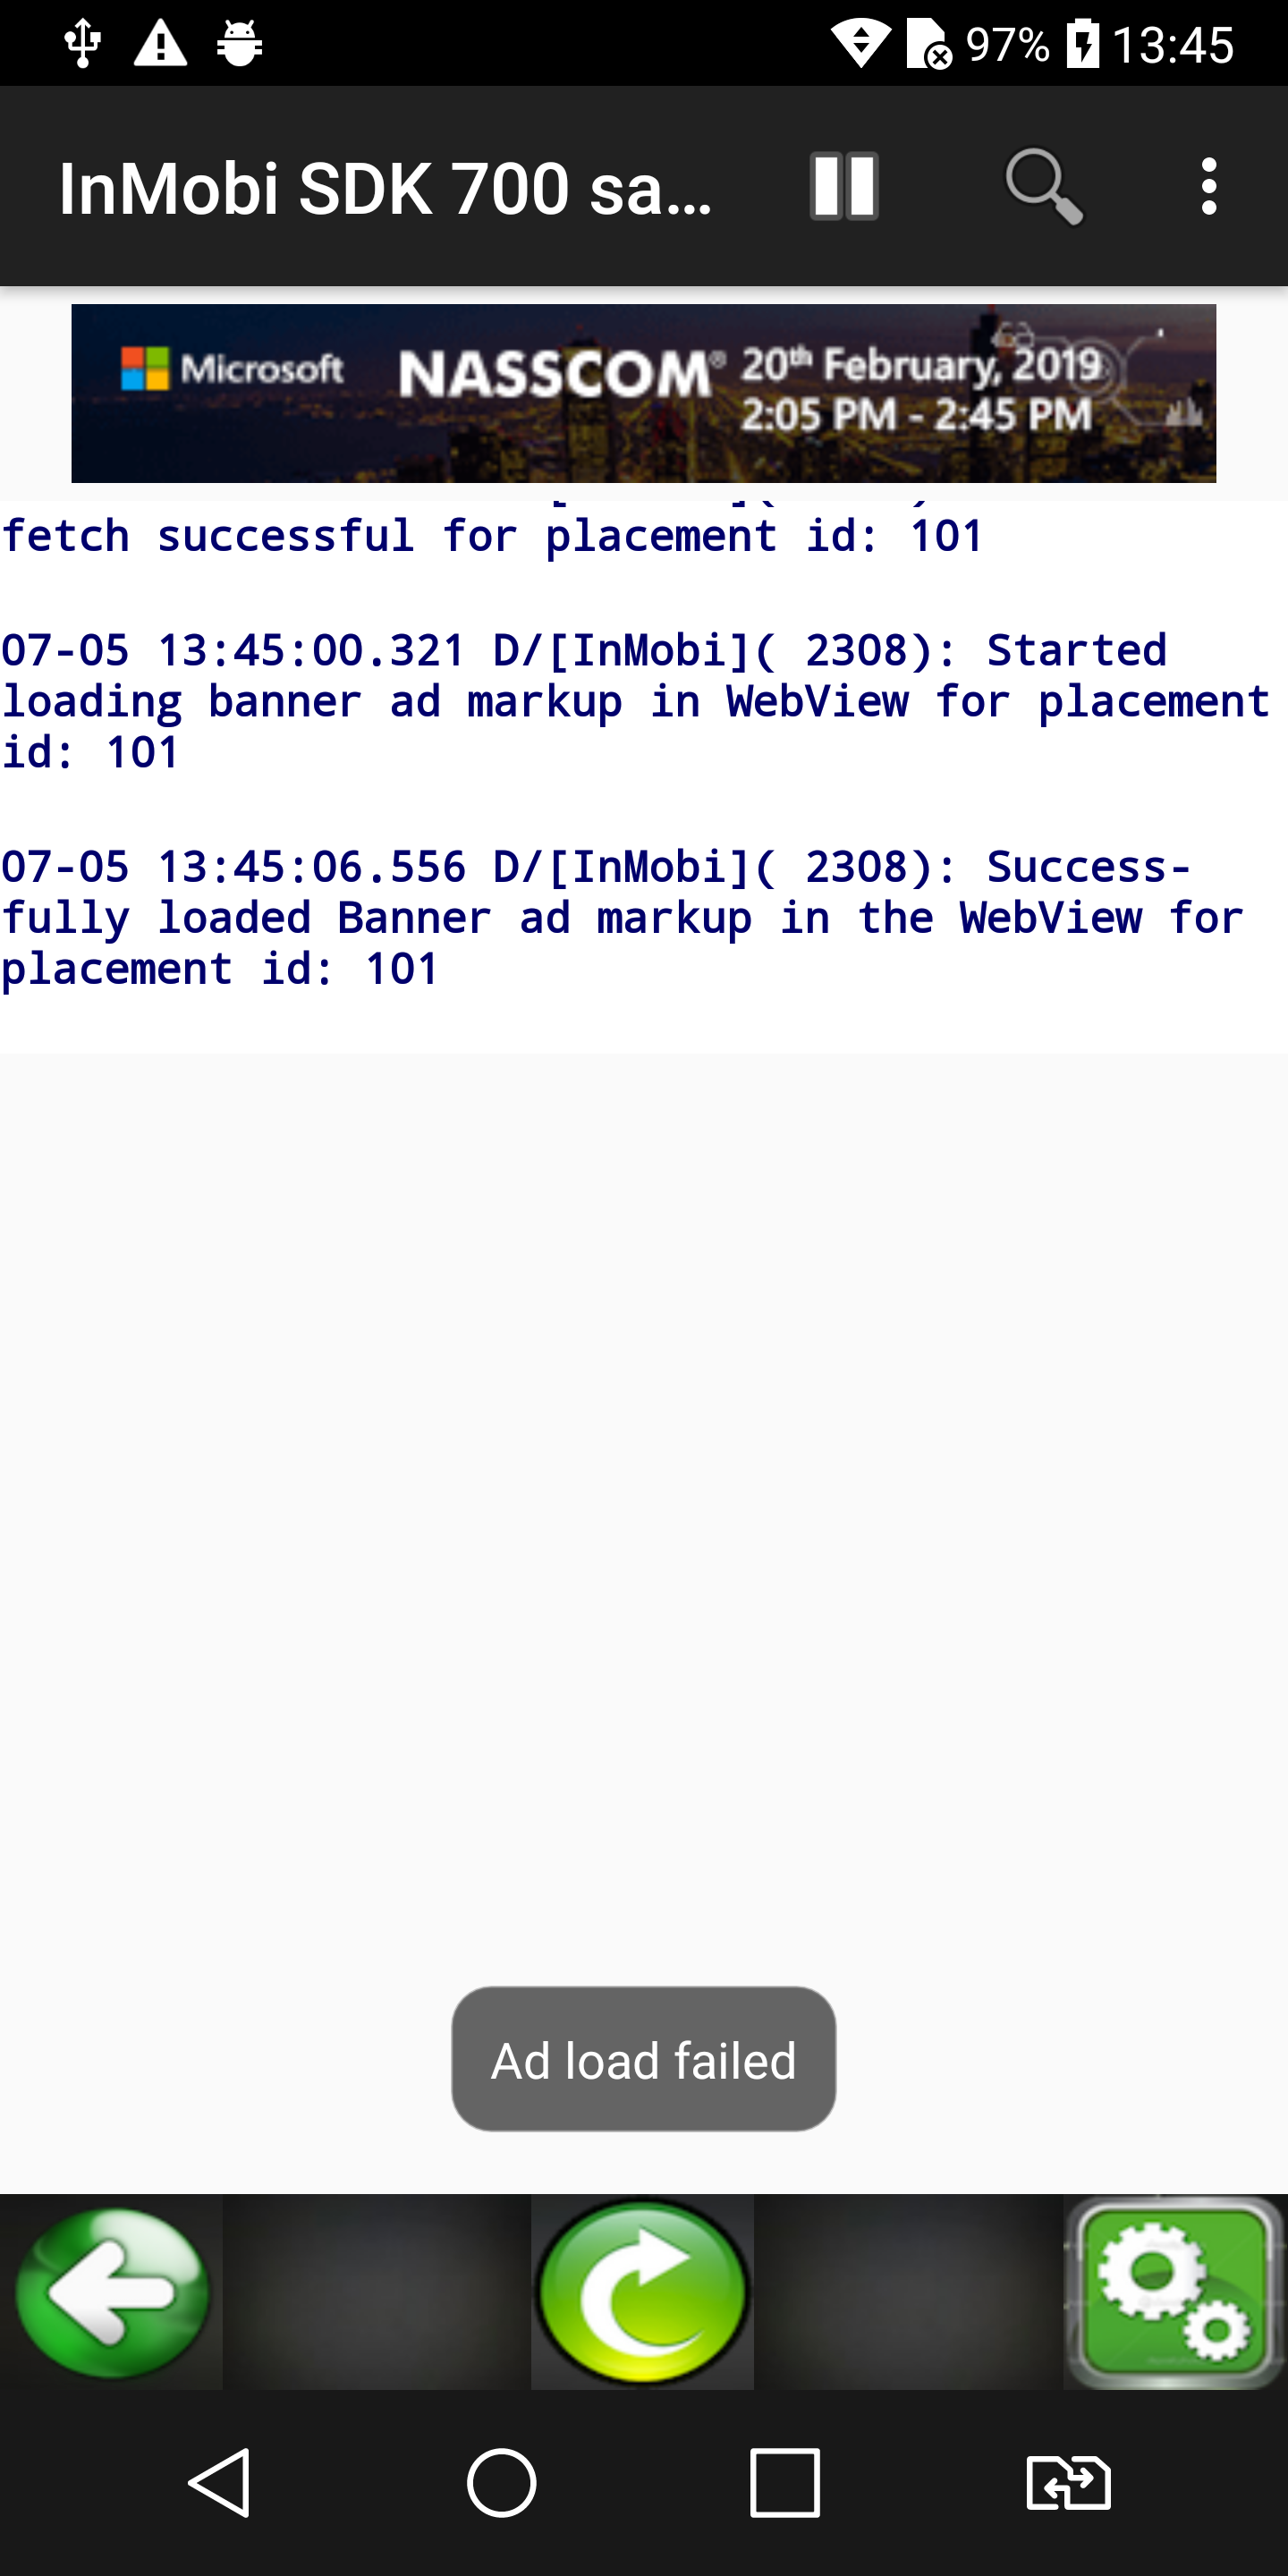 97% 13:45
InMobi SDK 700 sa...
Microsoft NASSCOM® 20th February, 2019
2:05 PM - 2:45 PM
fetch successful for placement id: 101
07-05 13:45:00.321 D/[InMobi]( 2308): Started
loading banner ad markup in WebView for placement
id: 101
07-05 13:45:06.556 D/[InMobi]( 2308): Success-
fully loaded Banner ad markup in the WebView for
placement id: 101
Ad load failed